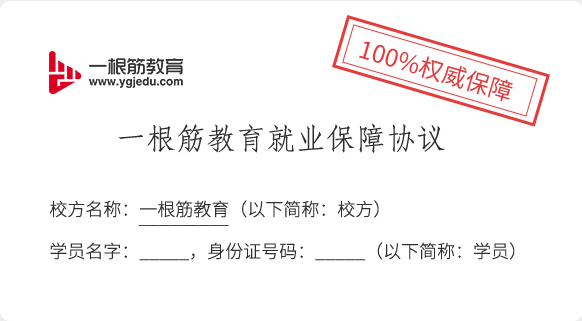 一根筋教育
www.ygjedu.com
100%权威保障
一根筋教育就业保障协议
校方名称：一根筋教育（以下简称：校方）
学员名字：_____，身份证号码：_____（以下简称：学员）